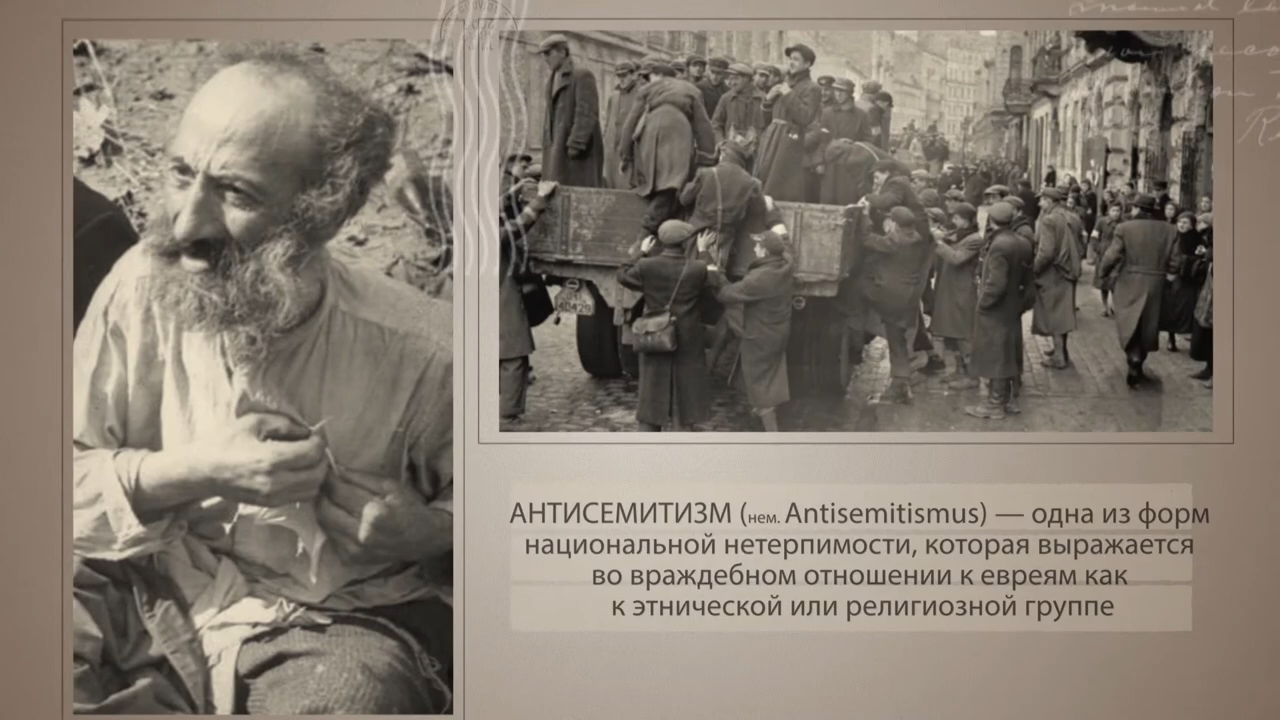 АНТИСЕМИТИЗМ (нем. Antisemitismus) — одна из форм
национальной нетерпимости, которая выражается
во враждебном отношении к евреям как
к этнической или религиозной группе